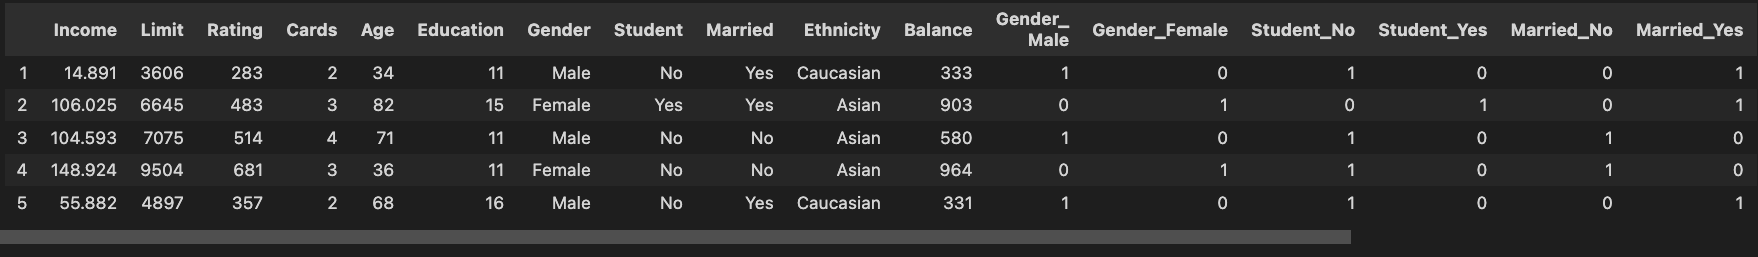 Income Limit Rating Cards Age Education Gender Student Married Ethnicity Balance Gender_ Male Gender_Female Student_No Student_Yes Married_No Married_Yes
1 14.891 3606 283 2 34 11 Male No Yes Caucasian 333 1 0 1 0 0 1
2 106.025 6645 483 3 82 15 Female Yes Yes Asian 903 0 1 0 1 0 1
3 104.593 7075 514 4 71 11 Male No No Asian 580 1 0 1 0 1 0
4 148.924 9504 681 3 36 11 Female No No Asian 964 0 1 1 0 1 0
5 55.882 4897 357 2 68 16 Male No Yes Caucasian 331 1 0 1 0 0 1